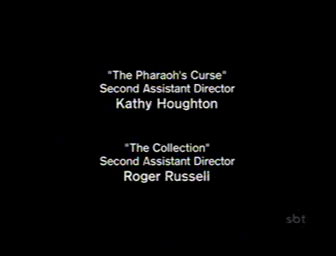 "The Pharaoh's Curse"
Second Assistant Director
Kathy Houghton
"The Collection"
Second Assistant Director
Roger Russell
sbt